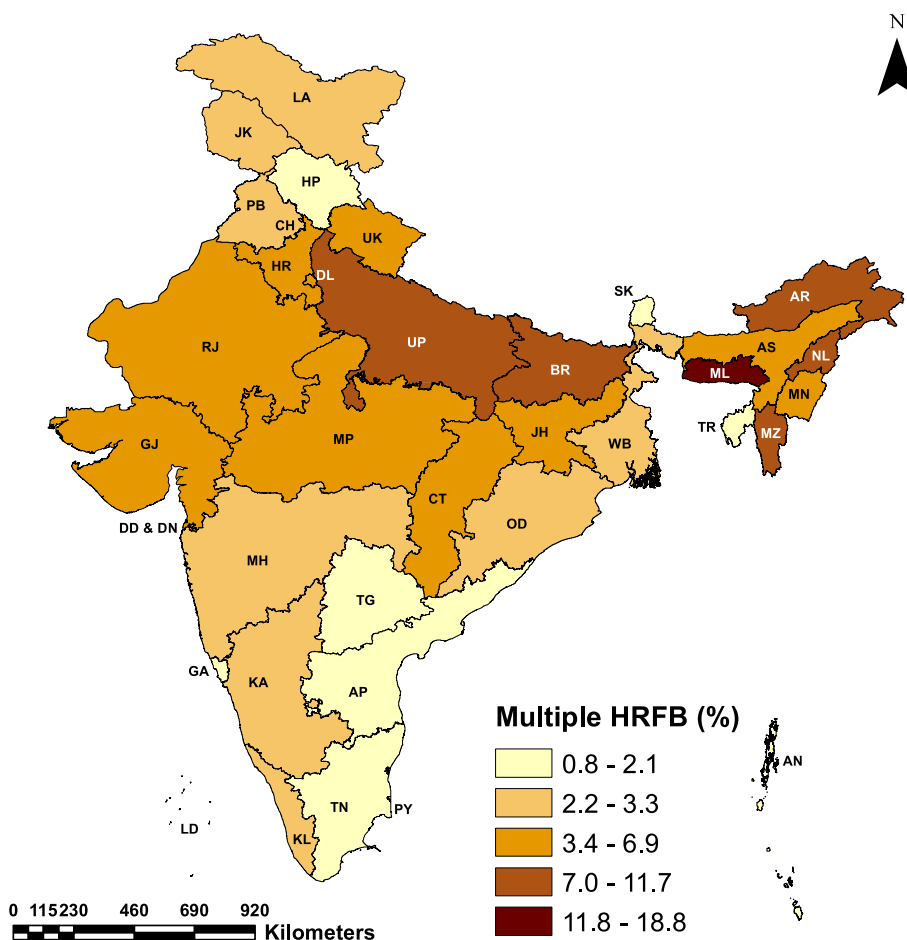 N
LA
JK
HP
PB
CH
UK
HR
DL
SK
AR
RJ
UP
AS
BR
ML
NL
MN
GJ
MP
JH
TR
MZ
WB
CT
DD & DN
OD
MH
TG
GA
KA
AP
Multiple HRFB (%)
0.8 - 2.1
AN
2.2 - 3.3
TN
PY
LD
KL
3.4 - 6.9
7.0 - 11.7
0 115230 460 690 920
Kilometers
11.8 - 18.8